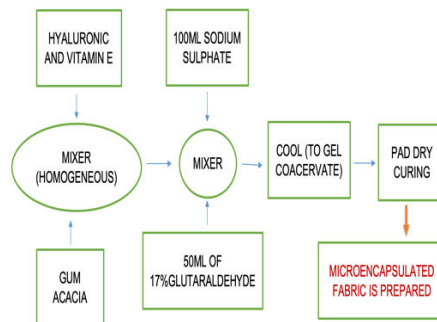 HYALURONIC
AND VITAMIN E
100ML SODIUM
SULPHATE
MIXER
(HOMOGENEOUS)
MIXER
COOL (TO GEL
COACERVATE)
PAD DRY
CURING
GUM
ACACIA
50ML OF
17%GLUTARALDEHYDE
MICROENCAPSULATED
FABRIC IS PREPARED